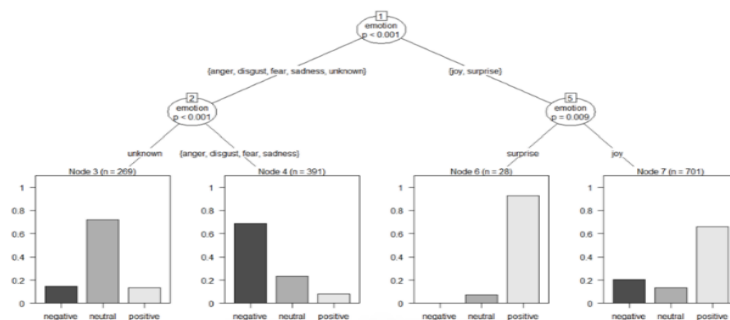 1
emotion
p < 0.001
{anger, disgust, fear, sadness, unknown}
{joy, surprise}
2
emotion
p < 0.001
5
emotion
p = 0.009
unknown
{anger, disgust, fear, sadness}
surprise
joy
Node 3 (n = 269)
1
0.8
0.6
0.4
0.2
0
negative neutral positive
Node 4 (n = 391)
1
0.8
0.6
0.4
0.2
0
negative neutral positive
Node 6 (n = 28)
1
0.8
0.6
0.4
0.2
0
negative neutral positive
Node 7 (n = 701)
1
0.8
0.6
0.4
0.2
0
negative neutral positive